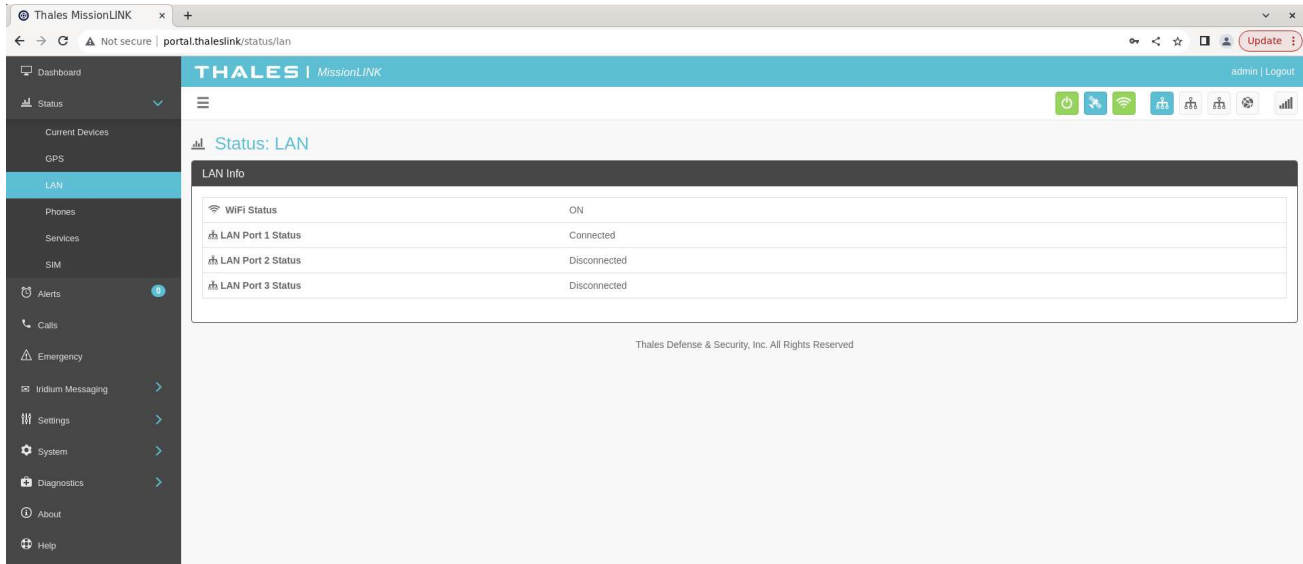 Thales MissionLINK
Not secure | portal.thaleslink/status/lan
Update
Dashboard
THALES | MissionLINK
admin | Logout
Status
Current Devices
Status: LAN
GPS
LAN Info
LAN
WiFi Status ON
Phones
LAN Port 1 Status Connected
Services
LAN Port 2 Status Disconnected
SIM
LAN Port 3 Status Disconnected
Alerts 0
Calls
Thales Defense & Security, Inc. All Rights Reserved
Emergency
Iridium Messaging
Settings
System
Diagnostics
About
Help